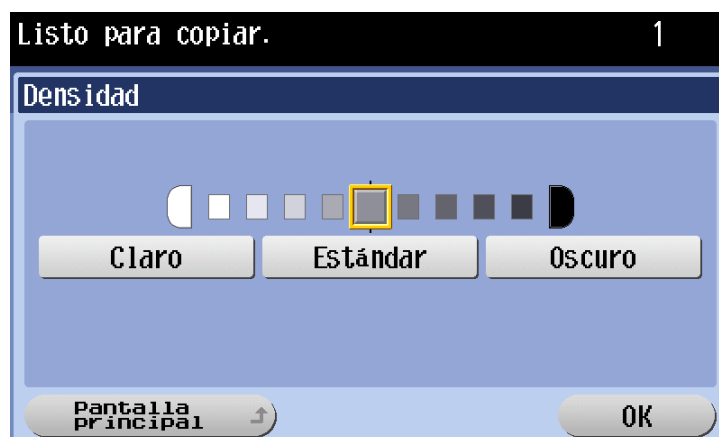 Listo para copiar. 1
Densidad
Claro Estándar Oscuro
Pantalla
principal
OK